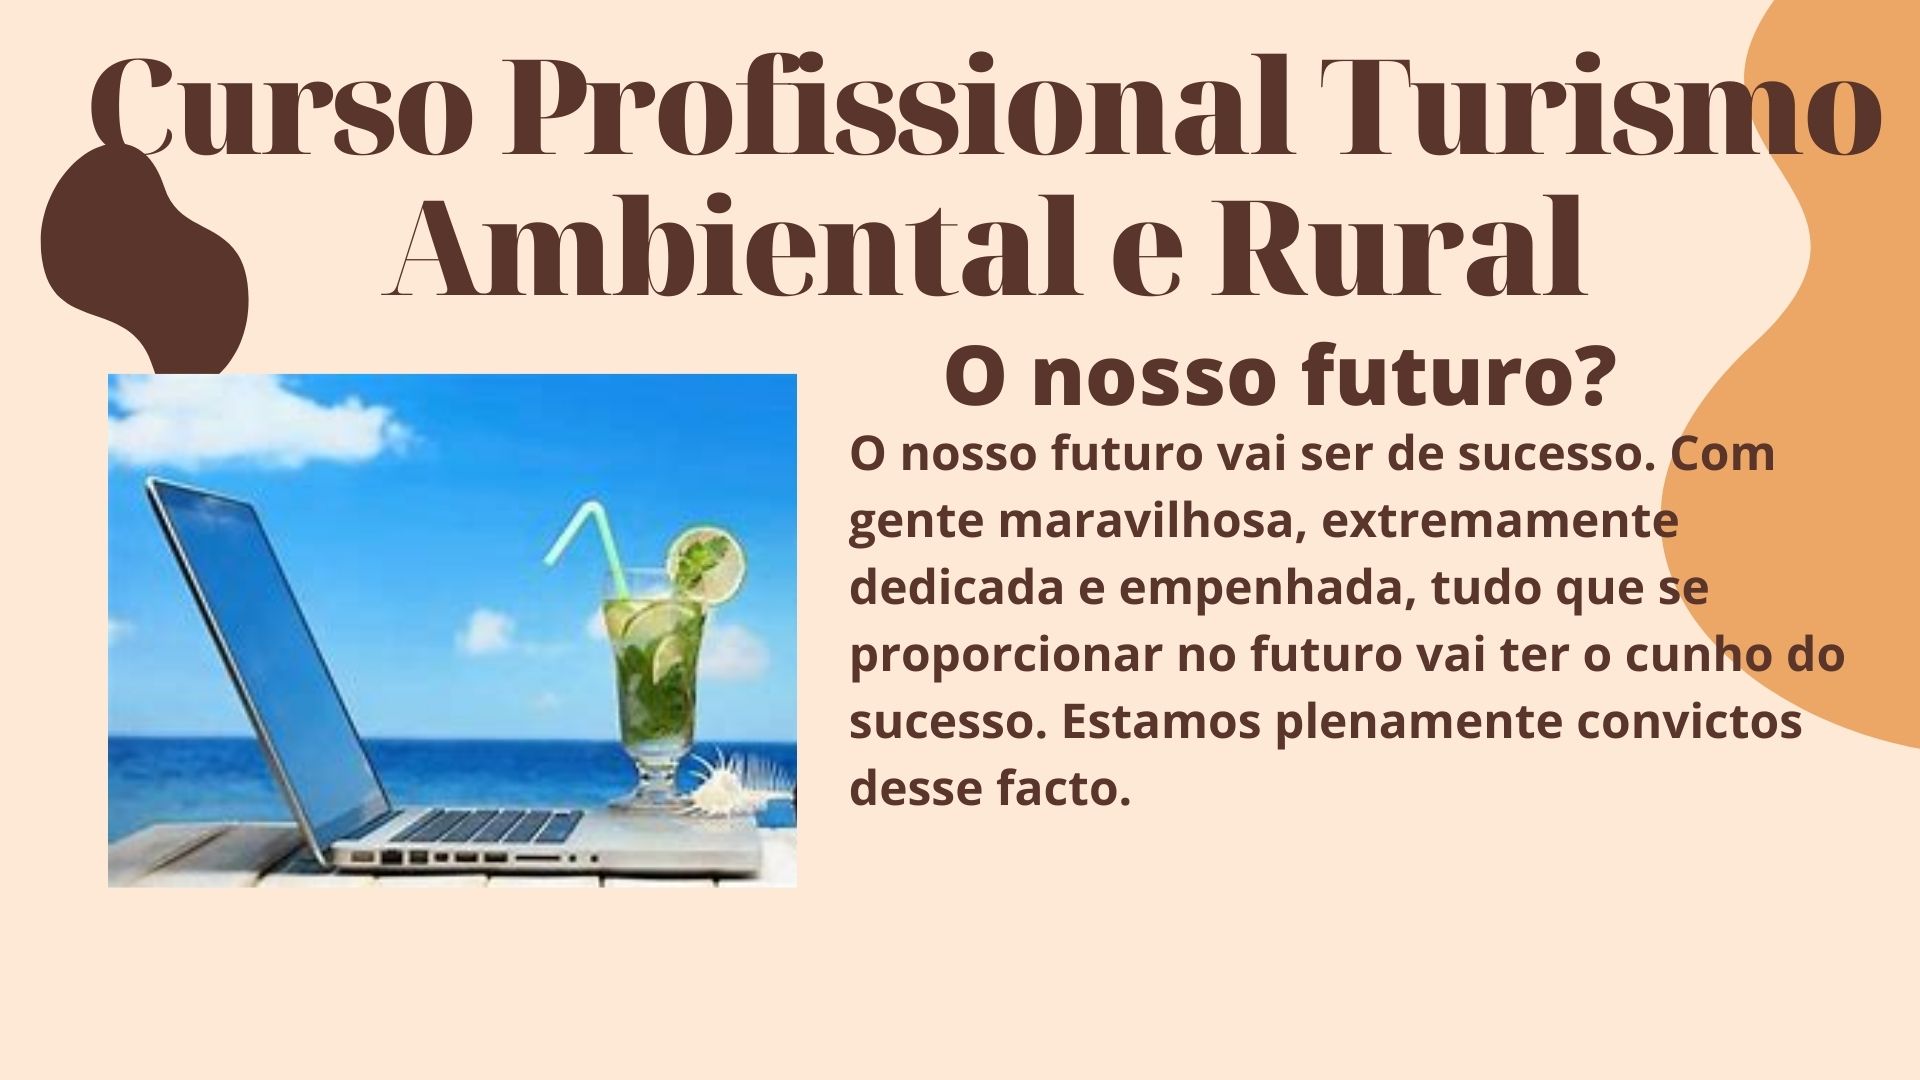 Curso Profissional Turismo
Ambiental e Rural
O nosso futuro?
O nosso futuro vai ser de sucesso. Com
gente maravilhosa, extremamente
dedicada e empenhada, tudo que se
proporcionar no futuro vai ter o cunho do
sucesso. Estamos plenamente convictos
desse facto.